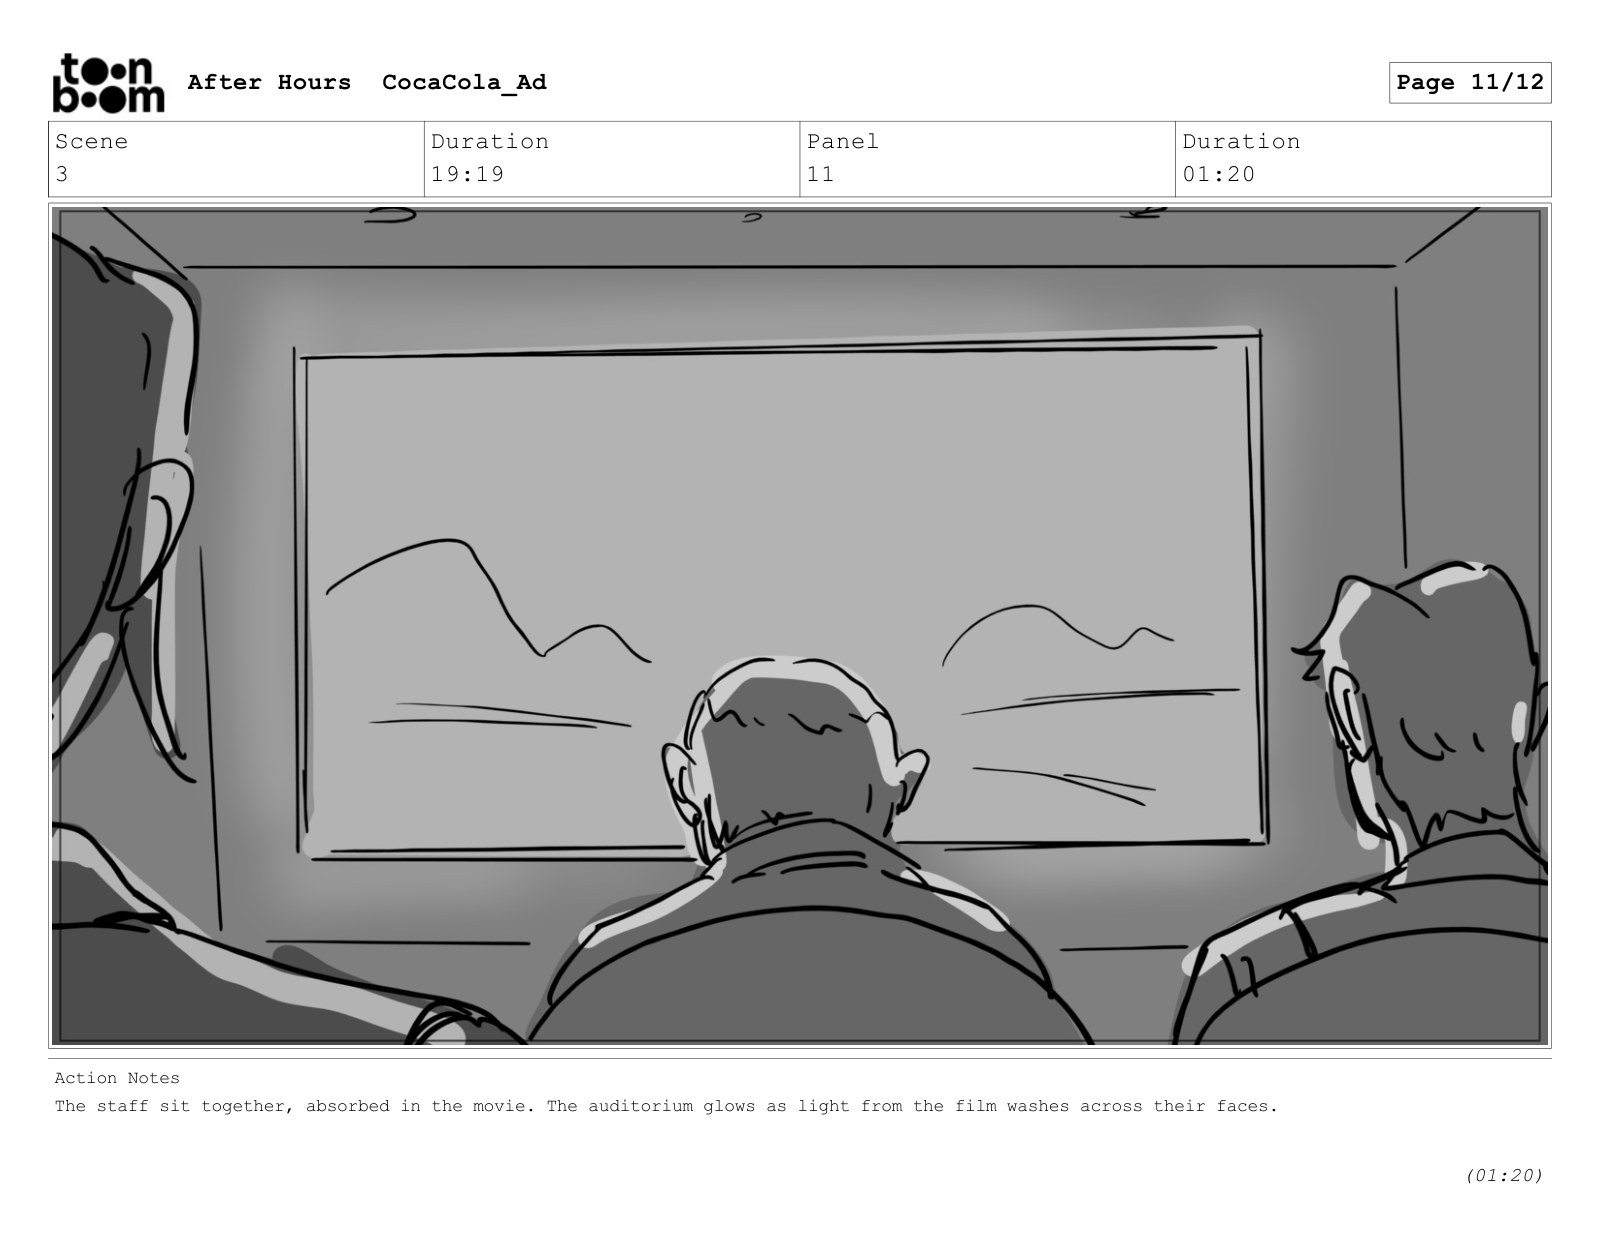 toon
boom
After Hours  CocaCola_Ad
Page 11/12
Scene
3
Duration
19:19
Panel
11
Duration
01:20
Action Notes
The staff sit together, absorbed in the movie. The auditorium glows as light from the film washes across their faces.
(01:20)